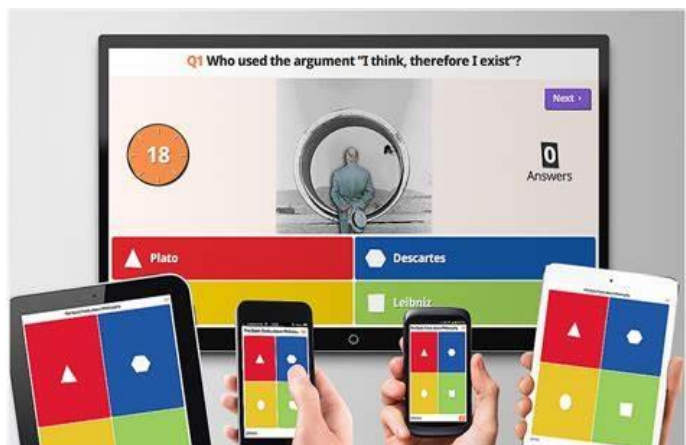 Q1 Who used the argument “I think, therefore I exist”?
Next ›
18
0
Answers
Plato
Descartes
Leibniz